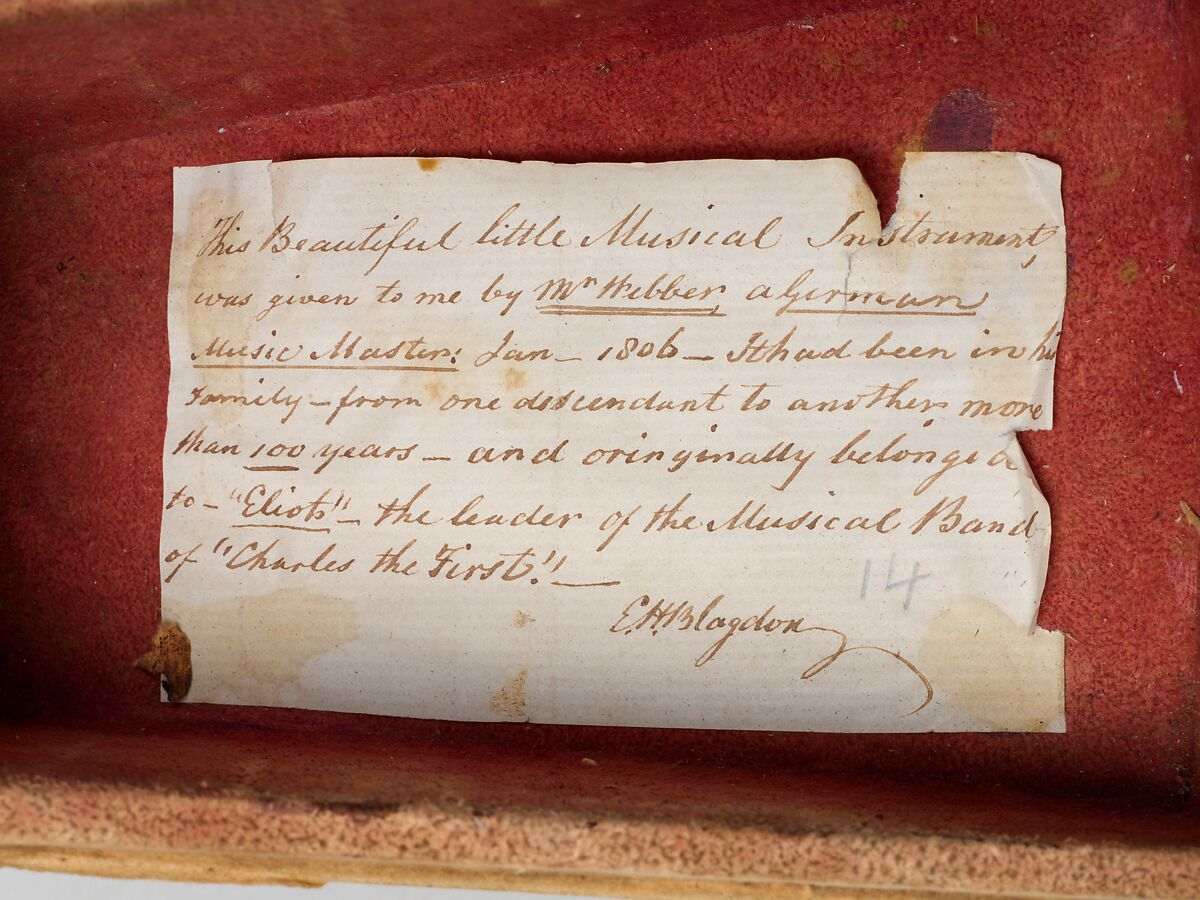 This Beautiful little Musical Instrument,
was given to me by Mr Webber, a German
Music Master: Jan – 1806 – It had been in his
Family – from one descendant to another more
than 100 years – and oringinally belonged
to – "Eliots" – the leader of the Musical Band
of "Charles the First." –
14
E.H.Blagdon